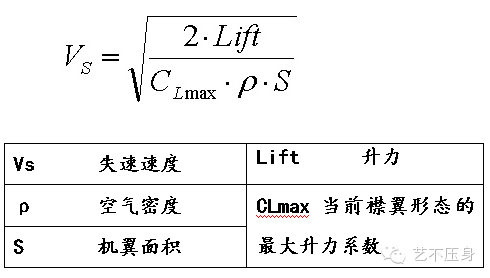 V_S = √(2·Lift / (C_Lmax·ρ·S))
Vs 失速速度
Lift 升力
ρ 空气密度
CLmax 当前襟翼形态的
最大升力系数
S 机翼面积
艺不压身